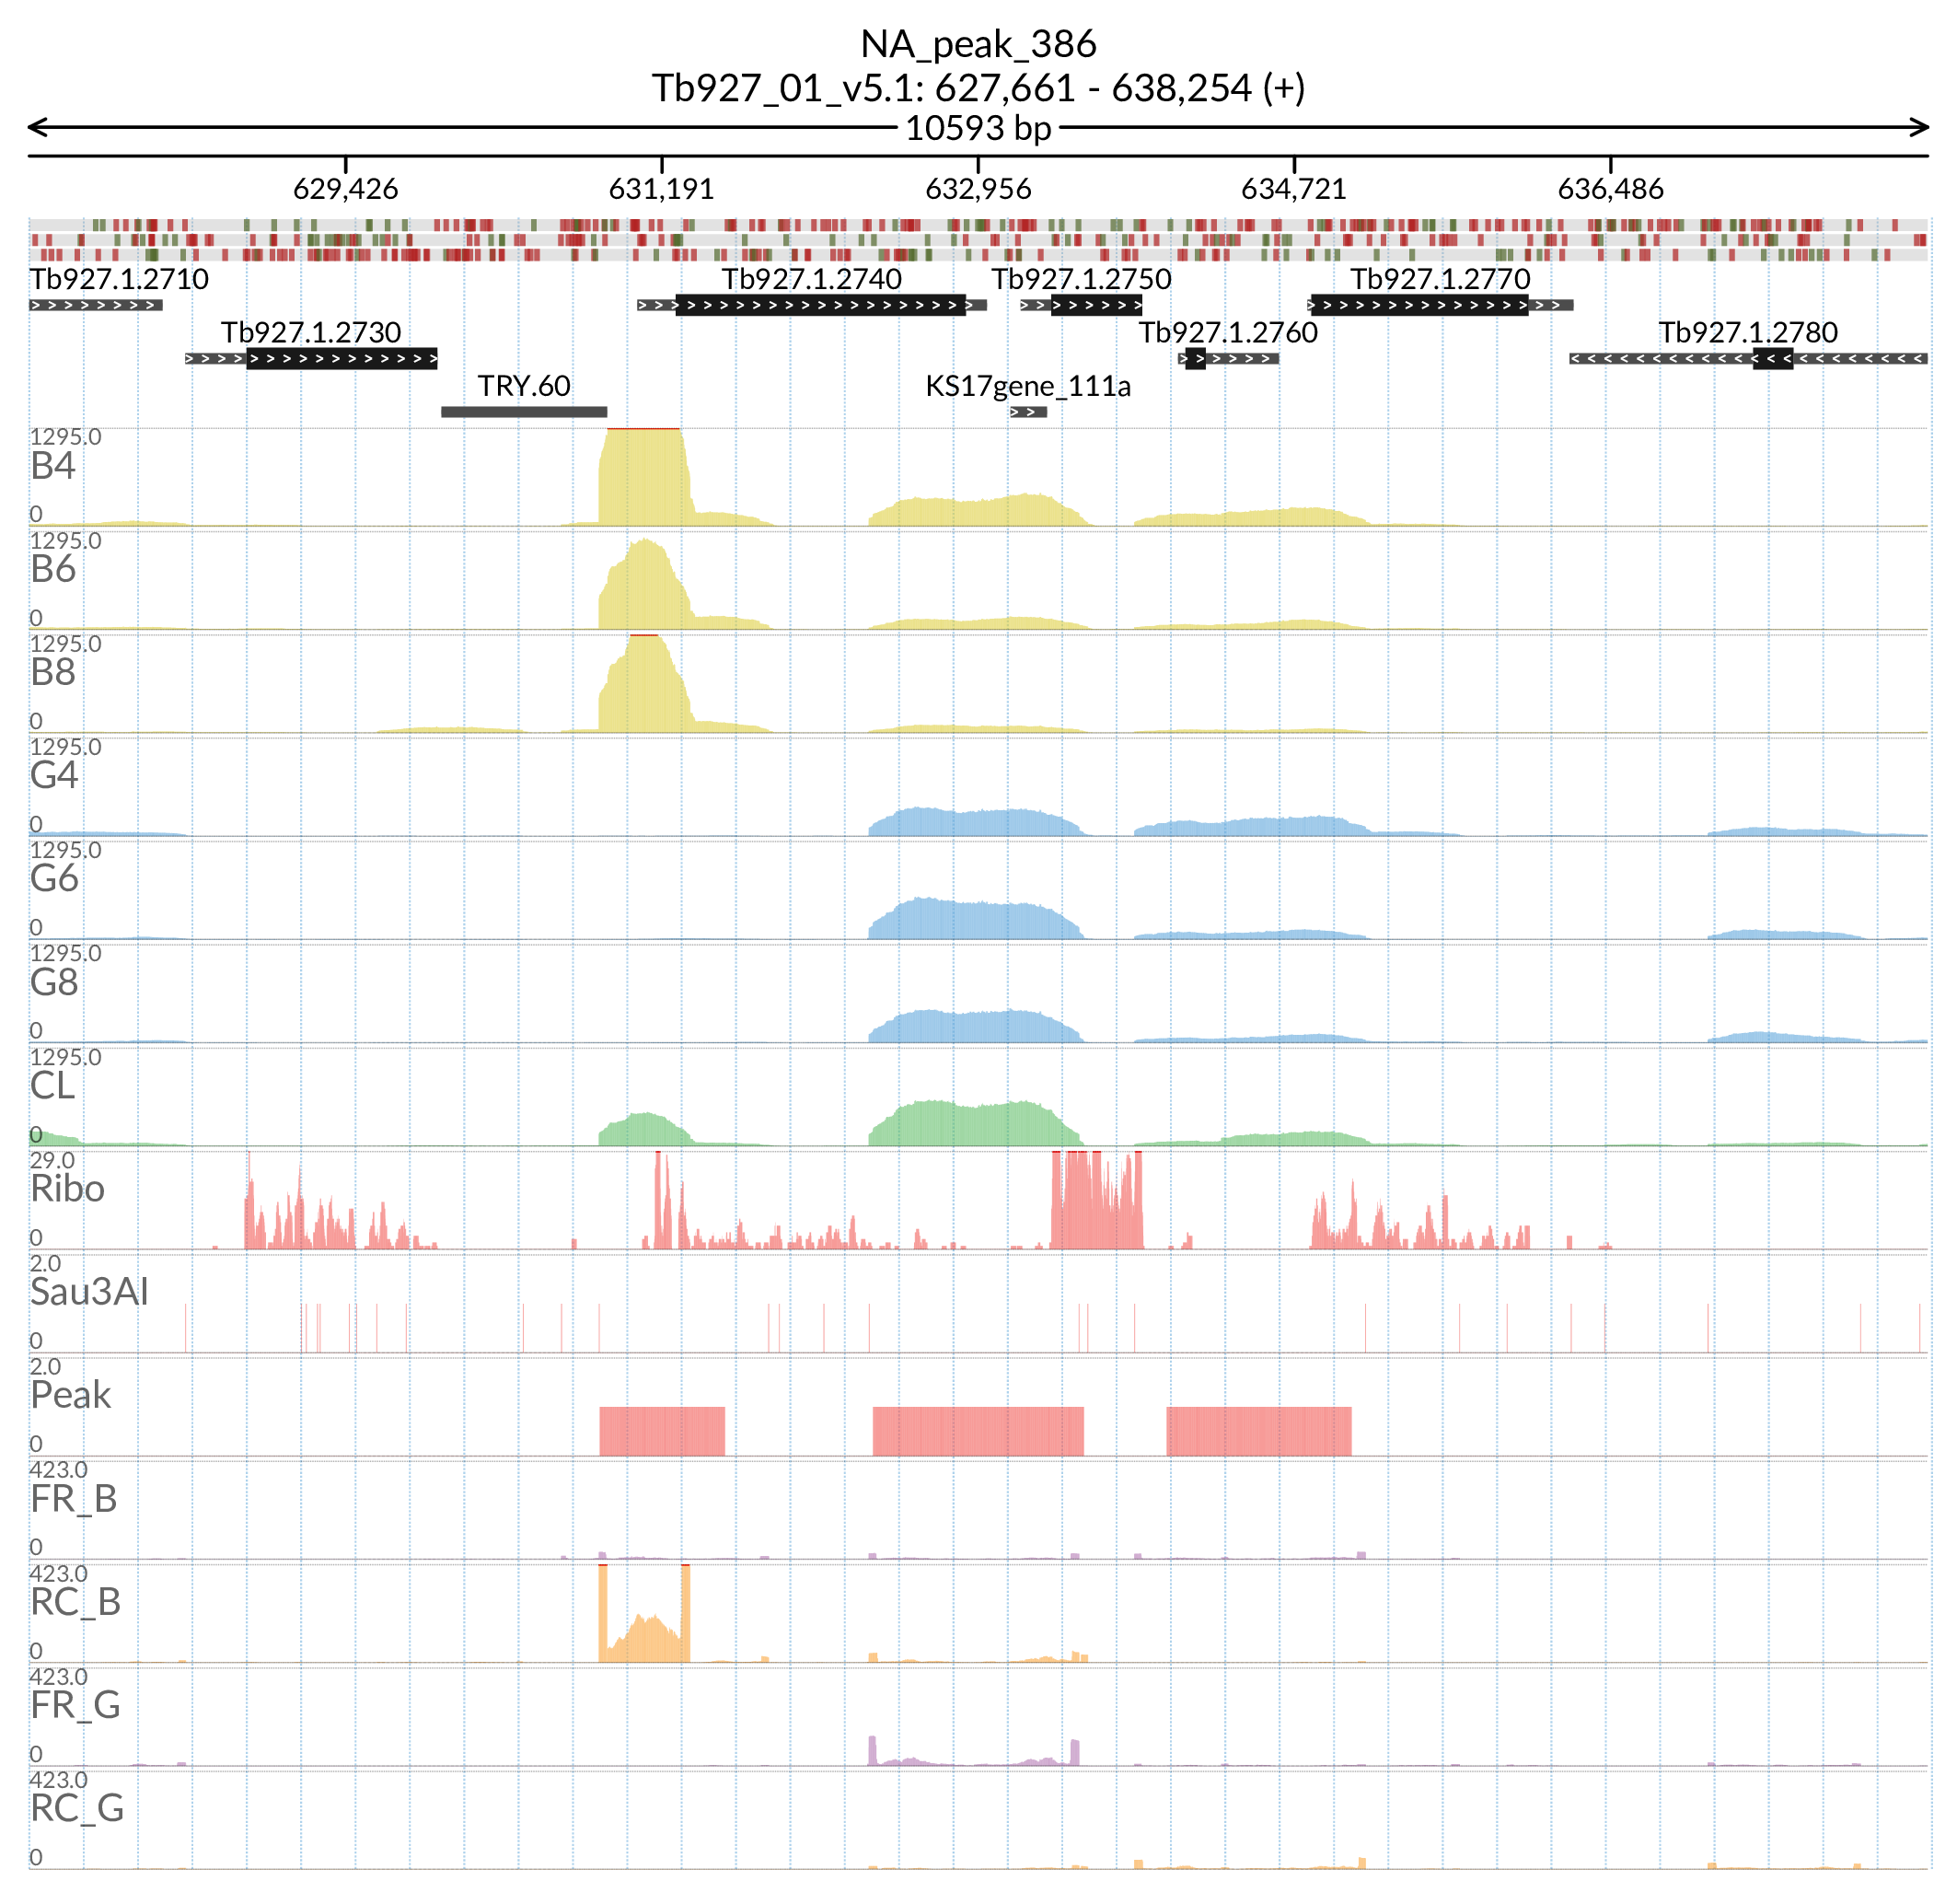 NA_peak_386
Tb927_01_v5.1: 627,661 - 638,254 (+)
10593 bp
629,426 631,191 632,956 634,721 636,486
Tb927.1.2710 Tb927.1.2740 Tb927.1.2750 Tb927.1.2770
Tb927.1.2730 Tb927.1.2760 Tb927.1.2780
TRY.60 KS17gene_111a
1295.0
B4
0
1295.0
B6
0
1295.0
B8
0
1295.0
G4
0
1295.0
G6
0
1295.0
G8
0
1295.0
CL
0
29.0
Ribo
0
2.0
Sau3AI
0
2.0
Peak
0
423.0
FR_B
0
423.0
RC_B
0
423.0
FR_G
0
423.0
RC_G
0